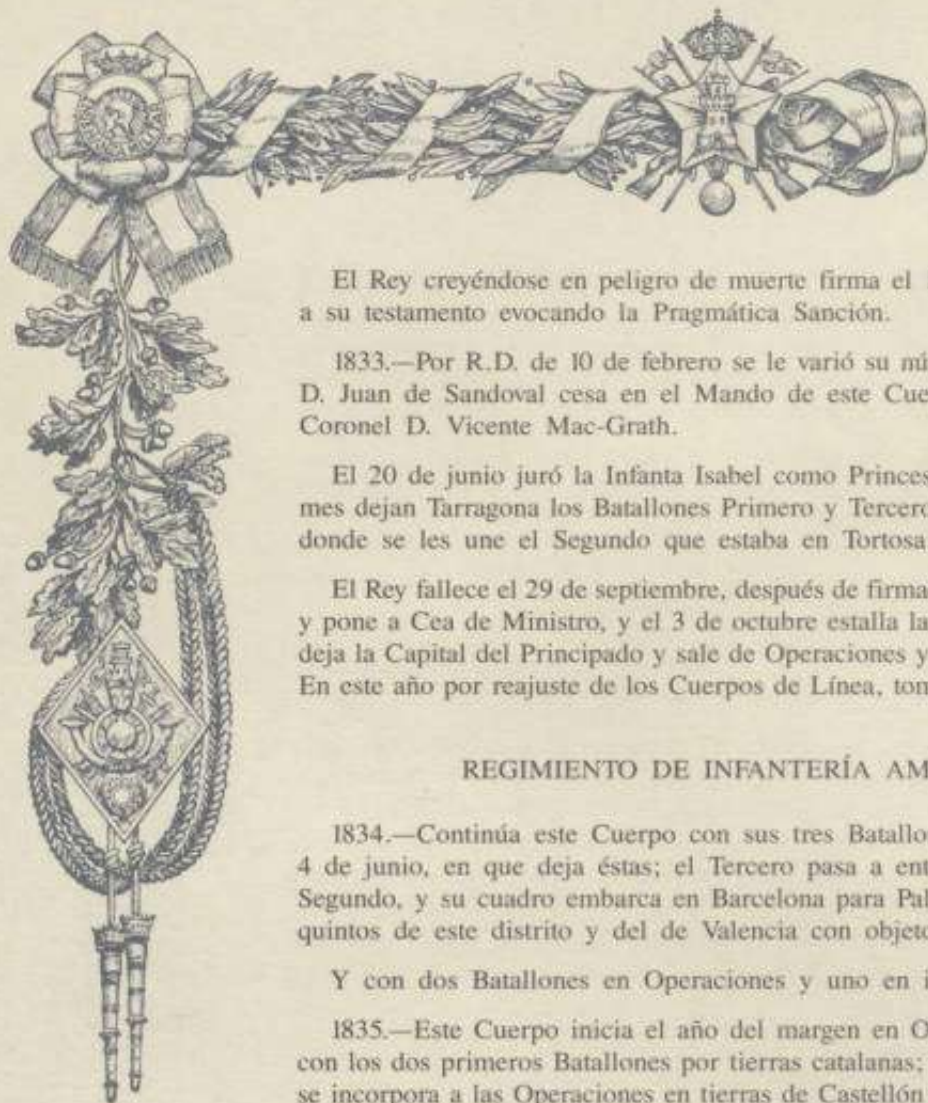 El Rey creyéndose en peligro de muerte firma el
a su testamento evocando la Pragmática Sanción.
1833.—Por R.D. de 10 de febrero se le varió su nú
D. Juan de Sandoval cesa en el Mando de este Cue
Coronel D. Vicente Mac-Grath.
El 20 de junio juró la Infanta Isabel como Princes
mes dejan Tarragona los Batallones Primero y Tercero
donde se les une el Segundo que estaba en Tortosa
El Rey fallece el 29 de septiembre, después de firma
y pone a Cea de Ministro, y el 3 de octubre estalla la
deja la Capital del Principado y sale de Operaciones y
En este año por reajuste de los Cuerpos de Línea, ton
REGIMIENTO DE INFANTERÍA AM
1834.—Continúa este Cuerpo con sus tres Batallo
4 de junio, en que deja éstas; el Tercero pasa a ent
Segundo, y su cuadro embarca en Barcelona para Pal
quintos de este distrito y del de Valencia con objeto
Y con dos Batallones en Operaciones y uno en i
1835.—Este Cuerpo inicia el año del margen en O
con los dos primeros Batallones por tierras catalanas;
se incorpora a las Operaciones en tierras de Castellón